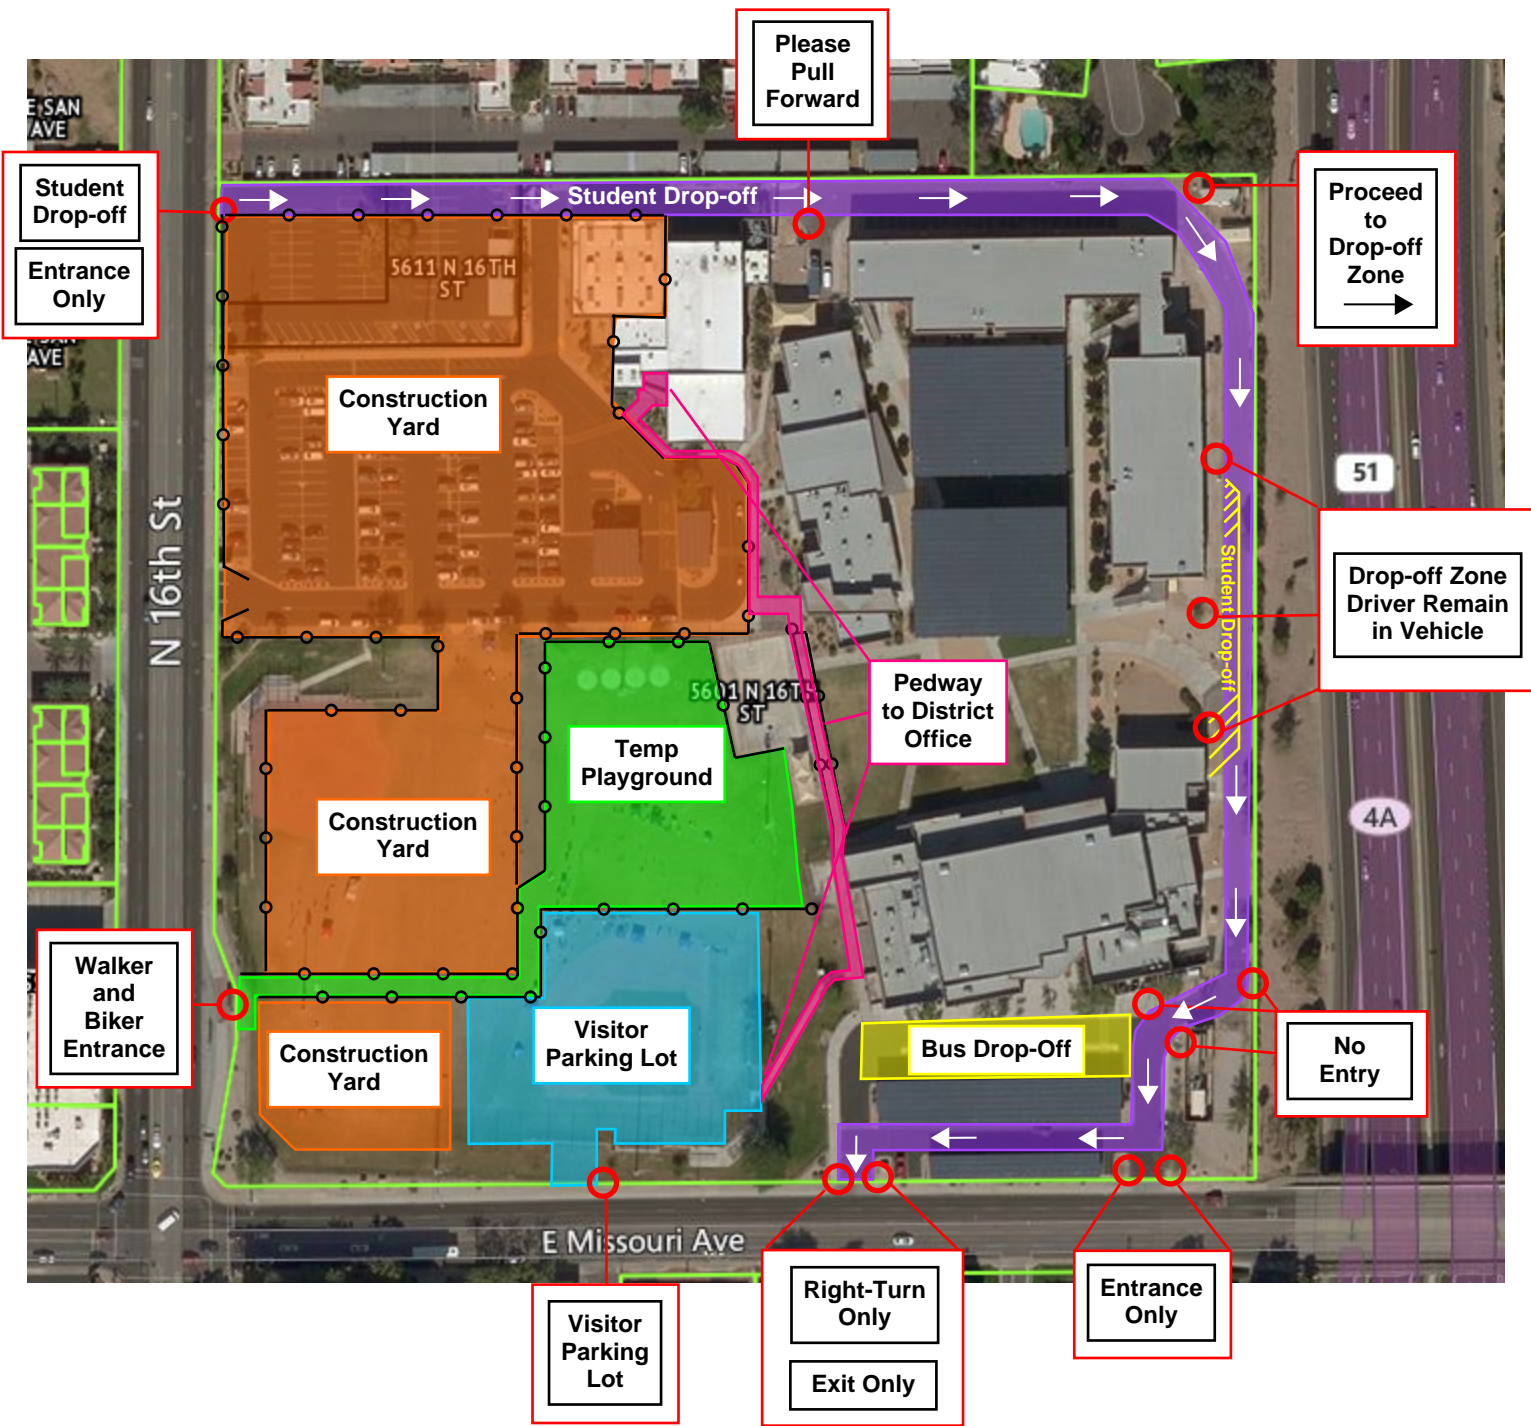 Please
Pull
Forward
E SAN
AVE
Student
Drop-off
Entrance
Only
Student Drop-off
Proceed
to
Drop-off
Zone
5611 N 16TH
ST
AVE
Construction
Yard
51
N 16th St
Student Drop-off
Drop-off Zone
Driver Remain
in Vehicle
5601 N 16TH
ST
Pedway
to District
Office
Temp
Playground
4A
Construction
Yard
Walker
and
Biker
Entrance
Visitor
Parking Lot
Construction
Yard
Bus Drop-Off
No
Entry
E Missouri Ave
Right-Turn
Only
Exit Only
Entrance
Only
Visitor
Parking
Lot